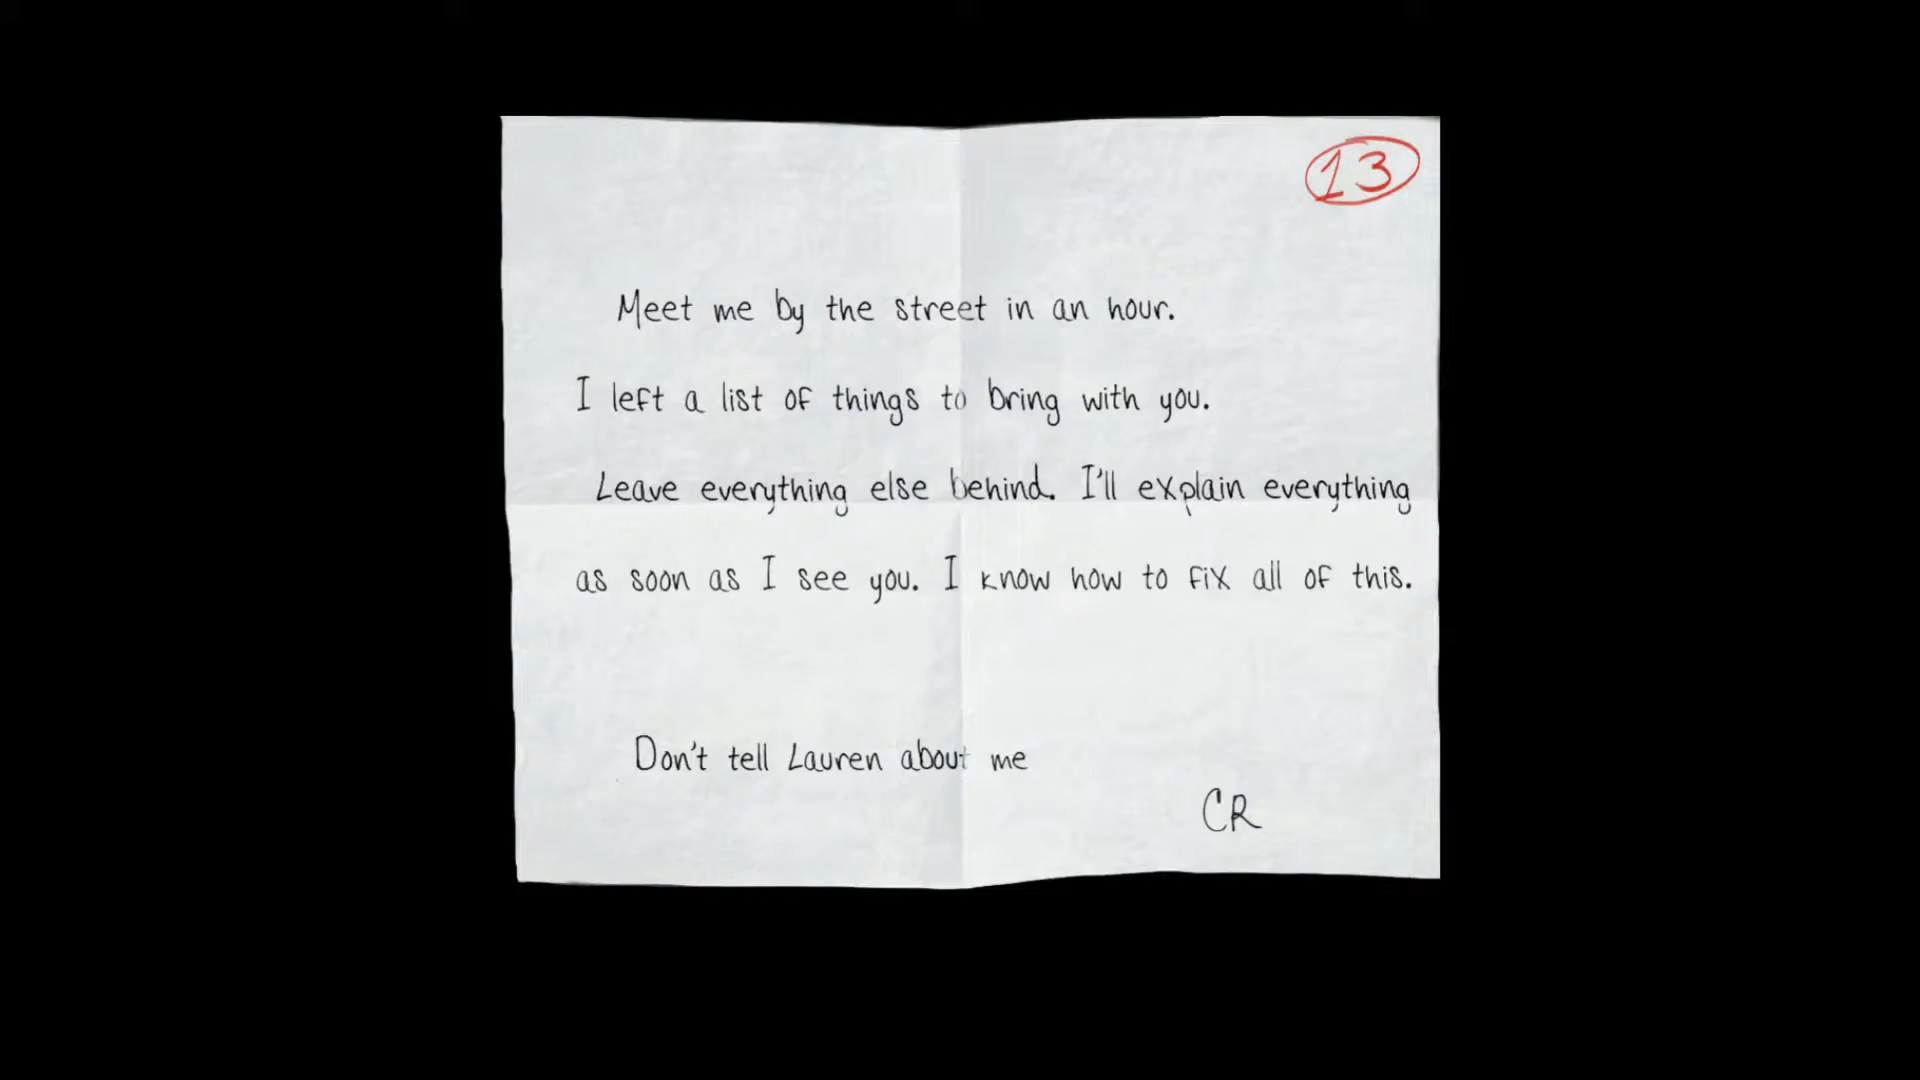 13
Meet me by the street in an hour.
I left a list of things to bring with you.
Leave everything else behind. I'll explain everything
as soon as I see you. I know how to fix all of this.
Don't tell Lauren about me
CR